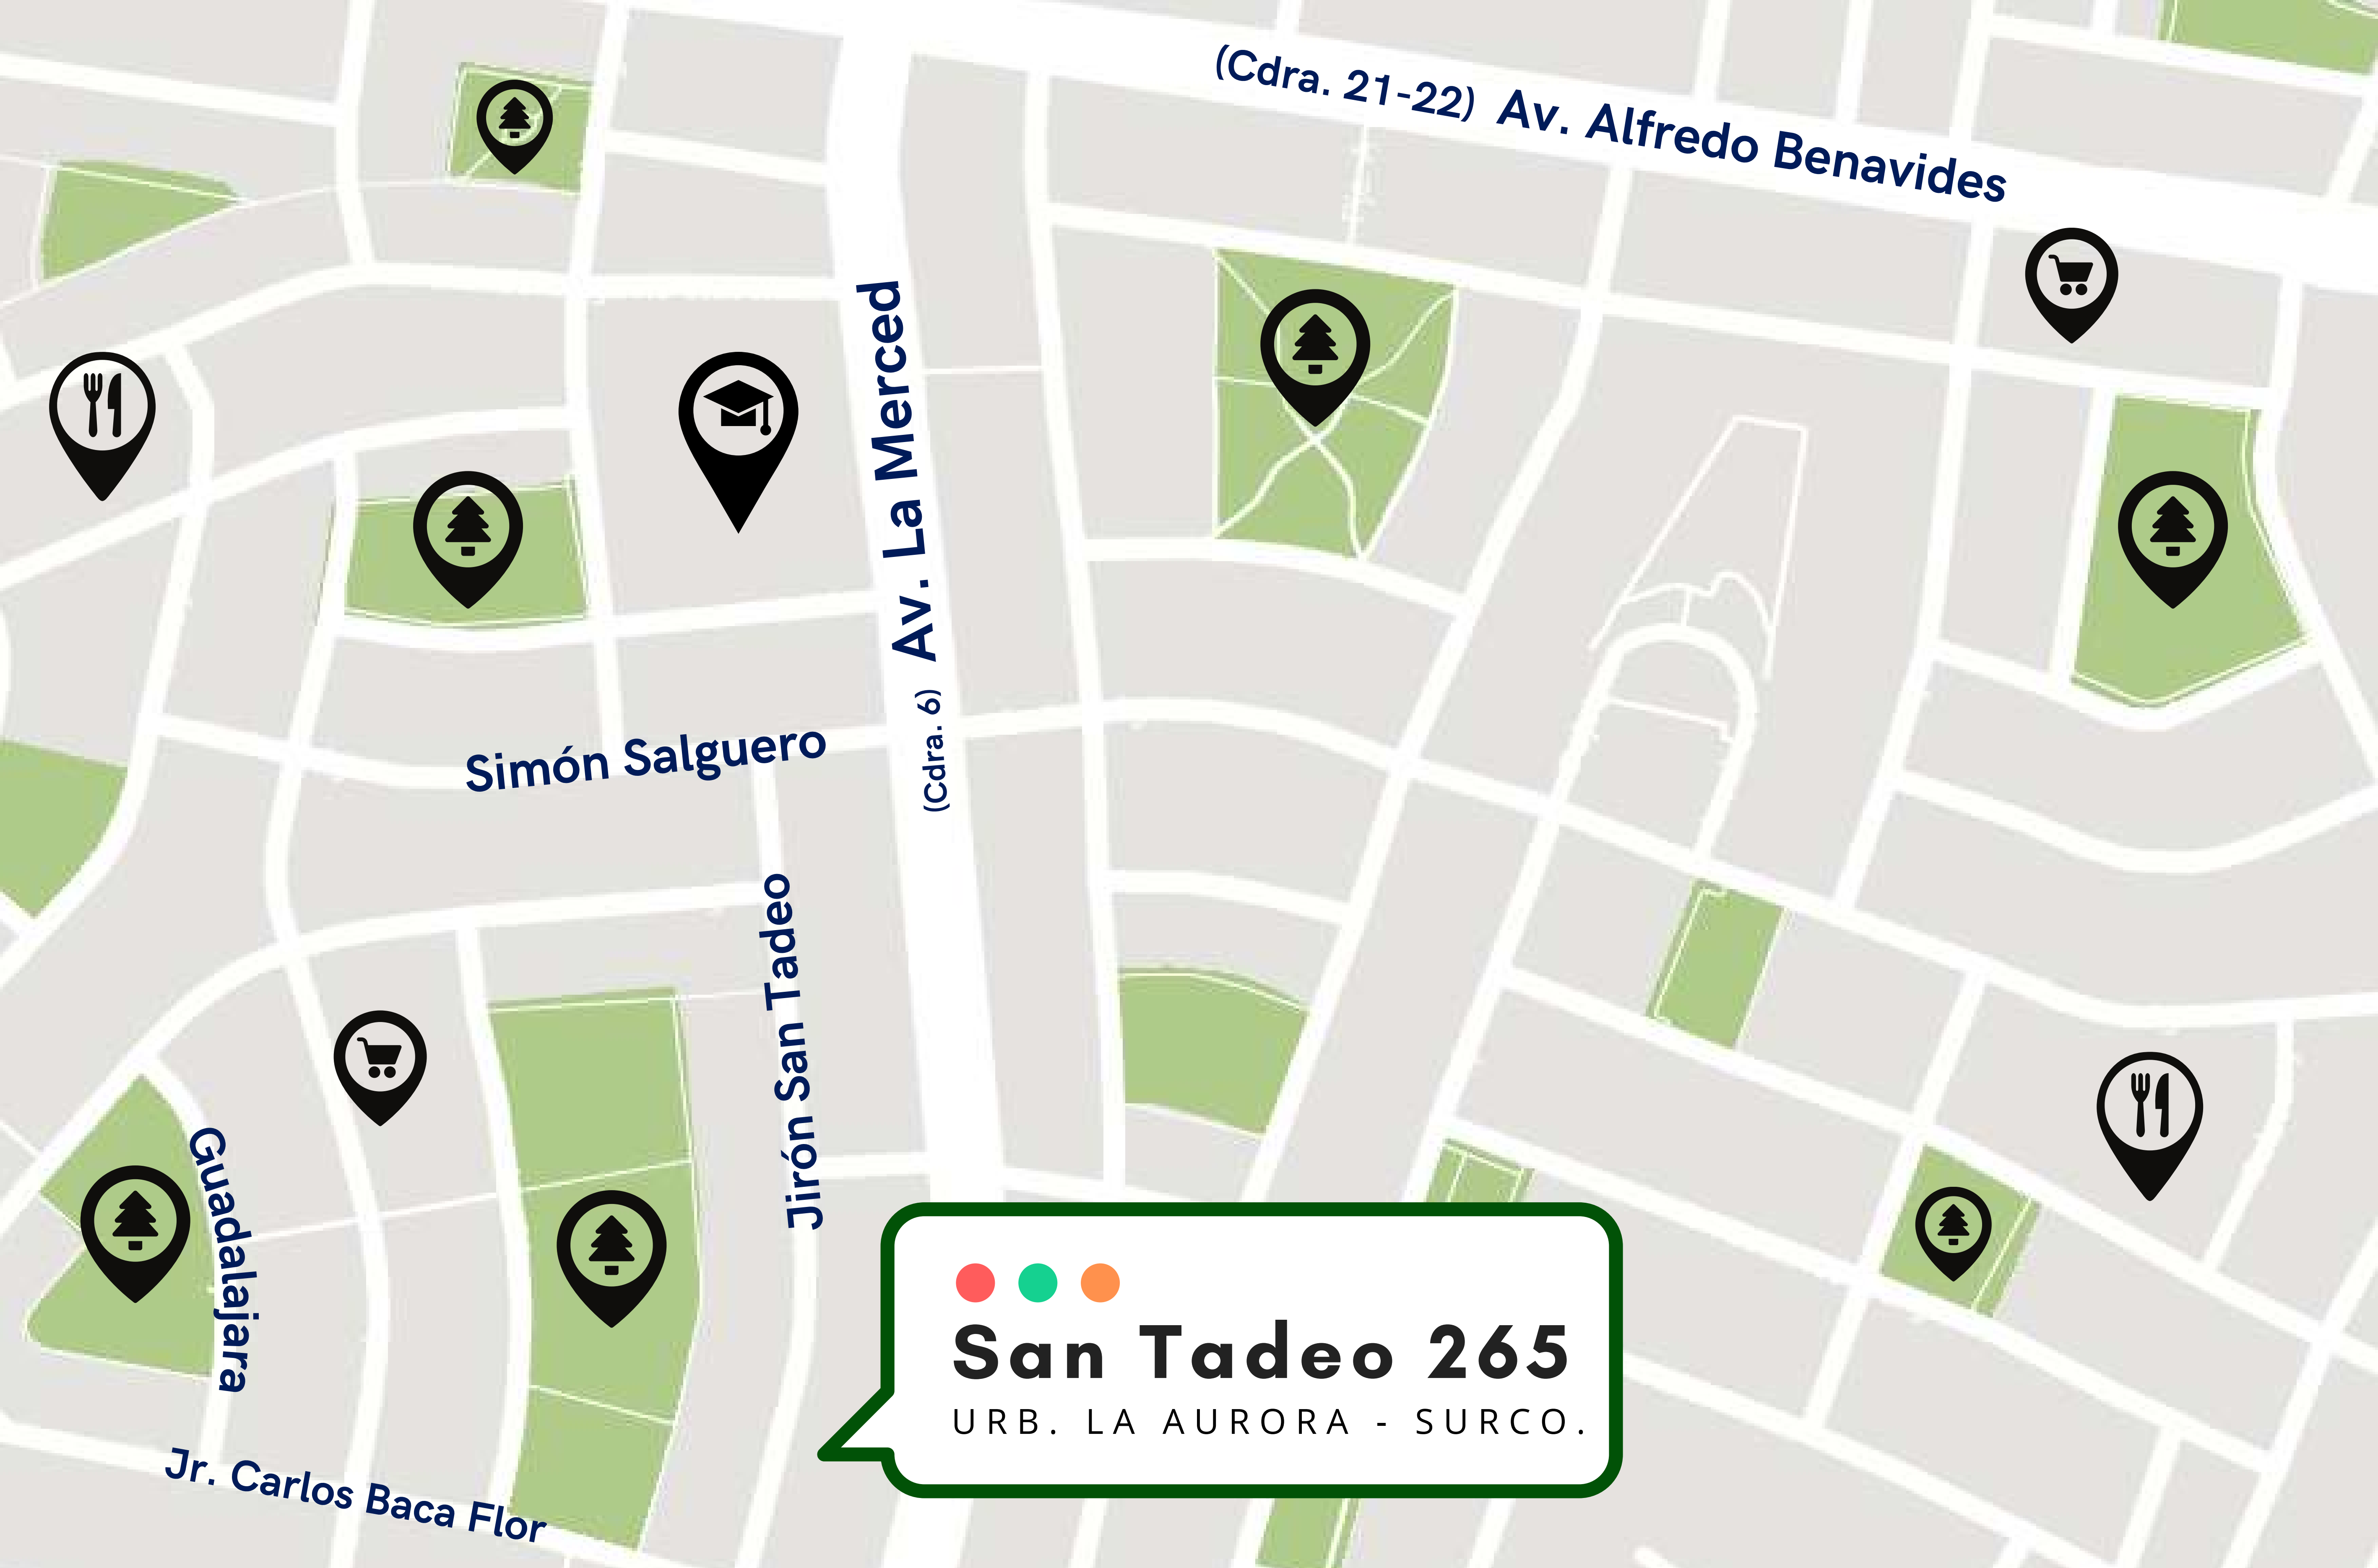 (Cdra. 21-22) Av. Alfredo Benavides
(Cdra. 6) Av. La Merced
Simón Salguero
Jirón San Tadeo
Guadalajara
Jr. Carlos Baca Flor
San Tadeo 265
URB. LA AURORA - SURCO.